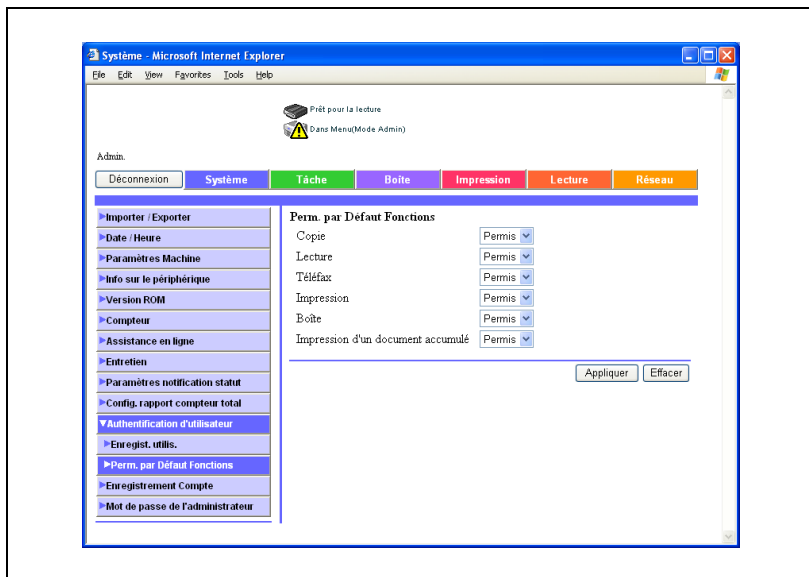 Système - Microsoft Internet Explorer
File Edit View Favorites Tools Help
Prêt pour la lecture
Dans Menu(Mode Admin)
Admin.
Déconnexion Système Tâche Boîte Impression Lecture Réseau
Importer / Exporter
Date / Heure
Paramètres Machine
Info sur le périphérique
Version ROM
Compteur
Assistance en ligne
Entretien
Paramètres notification statut
Config. rapport compteur total
Authentification d'utilisateur
Enregist. utilis.
Perm. par Défaut Fonctions
Enregistrement Compte
Mot de passe de l'administrateur
Perm. par Défaut Fonctions
Copie Permis
Lecture Permis
Téléfax Permis
Impression Permis
Boîte Permis
Impression d'un document accumulé Permis
Appliquer Effacer